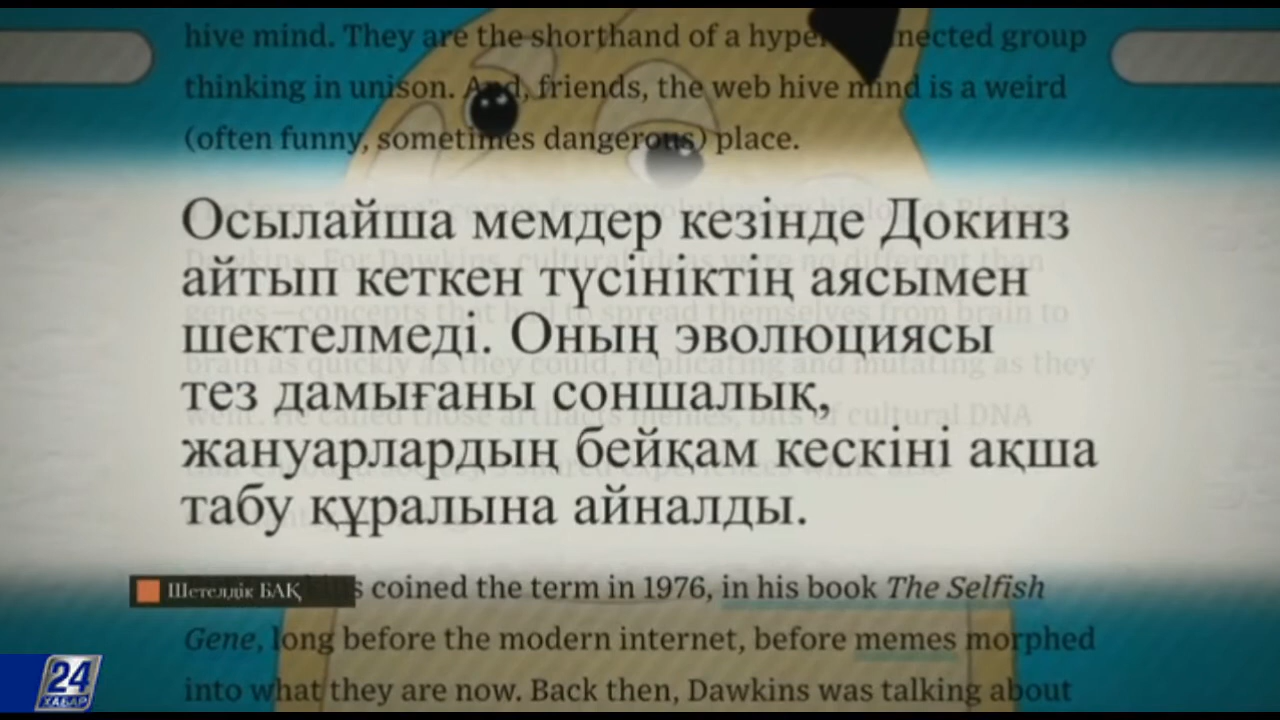 hive mind. They are the shorthand of a hyper nected group
thinking in unison. And, friends, the web hive mind is a weird
(often funny, sometimes dangerous) place.
Осылайша мемдер кезінде Докинз
айтып кеткен түсініктің аясымен
шектелмеді. Оның эволюциясы
тез дамығаны соншалық,
жануарлардың бейқам кескіні ақша
табу құралына айналды.
Шетелдік БАҚ
s coined the term in 1976, in his book The Selfish
Gene, long before the modern internet, before memes morphed
into what they are now. Back then, Dawkins was talking about
24
ХАБАР